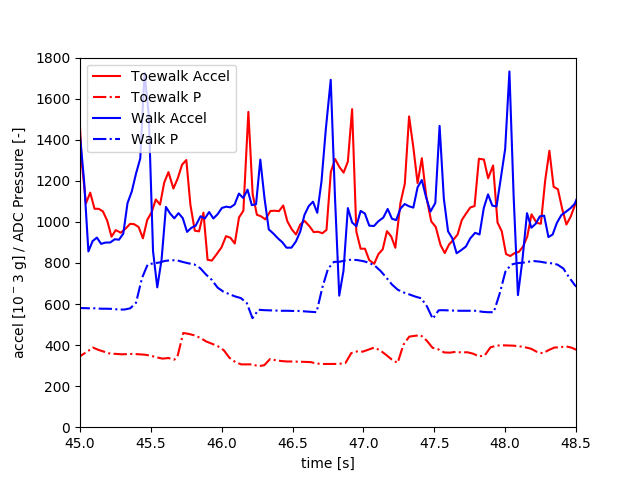 1800
1600
1400
1200
1000
800
600
400
200
0
accel [10⁻ 3 g] / ADC Pressure [-]
Toewalk Accel
Toewalk P
Walk Accel
Walk P
45.0 45.5 46.0 46.5 47.0 47.5 48.0 48.5
time [s]